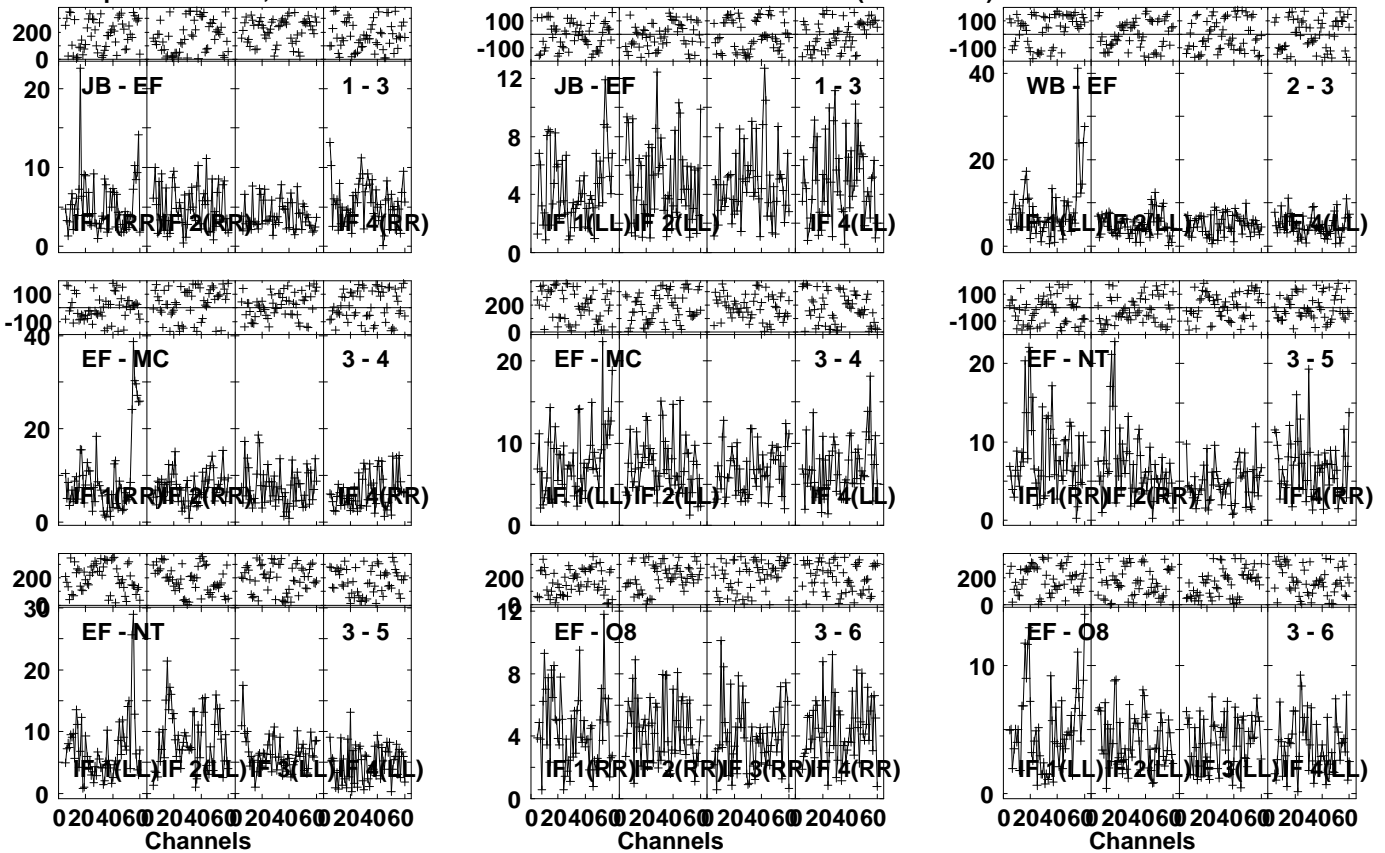 200
0
20
10
0
JB - EF
1 - 3
IF 1(RR)
IF 2(RR)
IF 4(RR)
100
-100
12
8
4
0
JB - EF
1 - 3
IF 1(LL)
IF 2(LL)
IF 4(LL)
100
-100
40
20
0
WB - EF
2 - 3
IF 1(LL)
IF 2(LL)
IF 4(LL)
100
-100
40
20
0
EF - MC
3 - 4
IF 1(RR)
IF 2(RR)
IF 4(RR)
200
0
20
10
0
EF - MC
3 - 4
IF 1(LL)
IF 2(LL)
IF 4(LL)
100
-100
20
10
0
EF - NT
3 - 5
IF 1(RR)
IF 2(RR)
IF 4(RR)
200
0
30
20
10
0
EF - NT
3 - 5
IF 1(LL)
IF 2(LL)
IF 3(LL)
IF 4(LL)
0 20 40 60 0 20 40 60 0 20 40 60 0 20 40 60
Channels
200
0
12
8
4
0
EF - O8
3 - 6
IF 1(RR)
IF 2(RR)
IF 3(RR)
IF 4(RR)
0 20 40 60 0 20 40 60 0 20 40 60 0 20 40 60
Channels
200
0
10
0
EF - O8
3 - 6
IF 1(LL)
IF 2(LL)
IF 3(LL)
IF 4(LL)
0 20 40 60 0 20 40 60 0 20 40 60 0 20 40 60
Channels